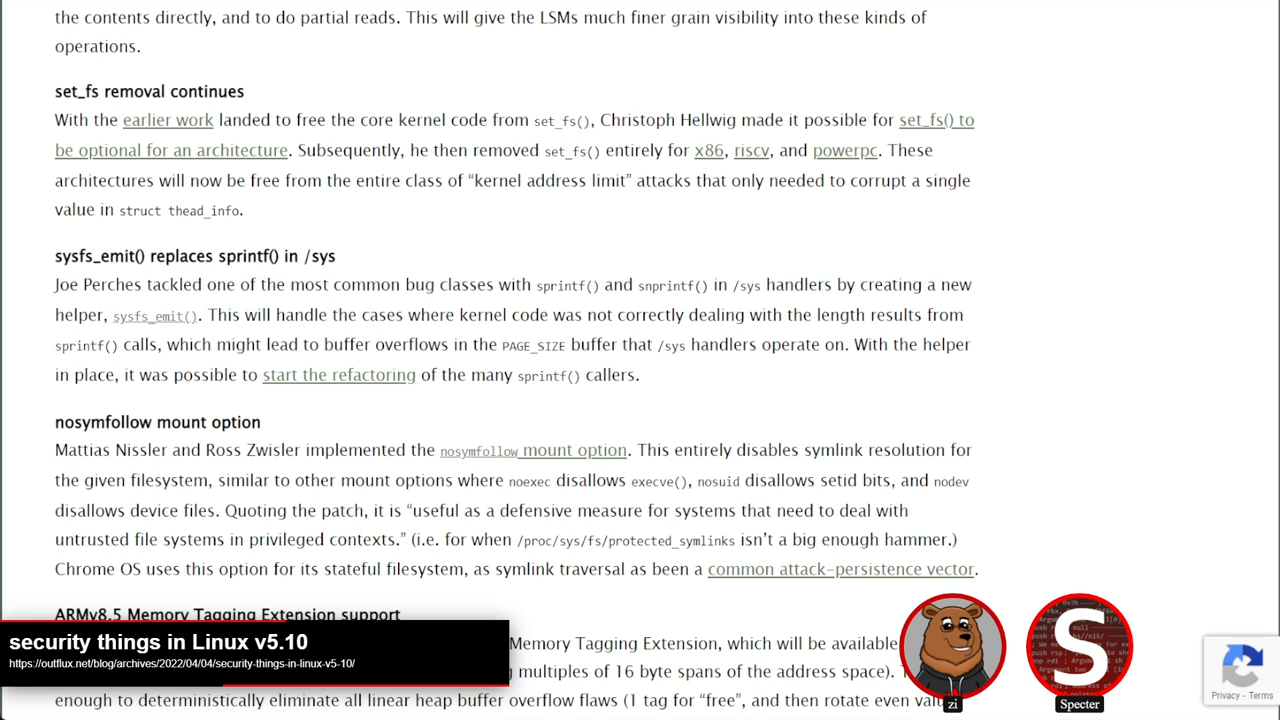 the contents directly, and to do partial reads. This will give the LSMs much finer grain visibility into these kinds of
operations.
set_fs removal continues
With the earlier work landed to free the core kernel code from set_fs(), Christoph Hellwig made it possible for set_fs() to
be optional for an architecture. Subsequently, he then removed set_fs() entirely for x86, riscv, and powerpc. These
architectures will now be free from the entire class of “kernel address limit” attacks that only needed to corrupt a single
value in struct thead_info.
sysfs_emit() replaces sprintf() in /sys
Joe Perches tackled one of the most common bug classes with sprintf() and snprintf() in /sys handlers by creating a new
helper, sysfs_emit(). This will handle the cases where kernel code was not correctly dealing with the length results from
sprintf() calls, which might lead to buffer overflows in the PAGE_SIZE buffer that /sys handlers operate on. With the helper
in place, it was possible to start the refactoring of the many sprintf() callers.
nosymfollow mount option
Mattias Nissler and Ross Zwisler implemented the nosymfollow mount option. This entirely disables symlink resolution for
the given filesystem, similar to other mount options where noexec disallows execve(), nosuid disallows setid bits, and nodev
disallows device files. Quoting the patch, it is “useful as a defensive measure for systems that need to deal with
untrusted file systems in privileged contexts.” (i.e. for when /proc/sys/fs/protected_symlinks isn’t a big enough hammer.)
Chrome OS uses this option for its stateful filesystem, as symlink traversal as been a common attack-persistence vector.
ARMv8.5 Memory Tagging Extension support
Memory Tagging Extension, which will be available
multiples of 16 byte spans of the address space).
enough to deterministically eliminate all linear heap buffer overflow flaws (1 tag for “free”, and then rotate even
security things in Linux v5.10
https://outflux.net/blog/archives/2022/04/04/security-things-in-linux-v5-10/
zi
S
Specter
Privacy - Terms